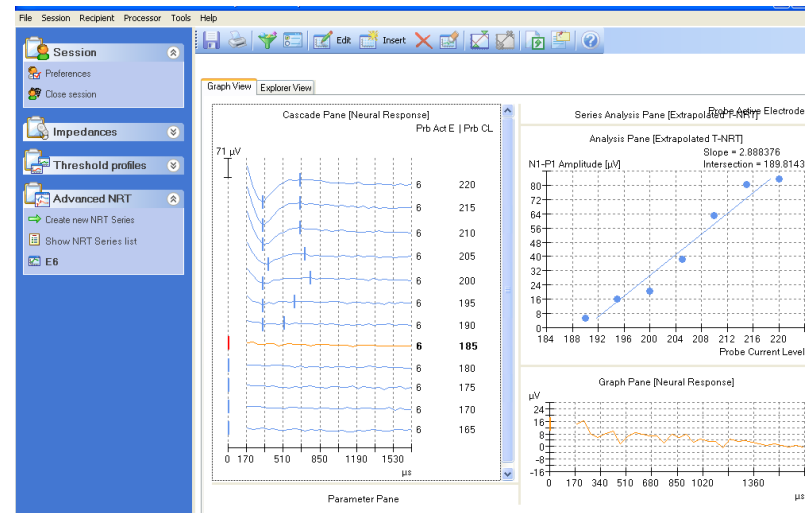 File Session Recipient Processor Tools Help
Edit Insert
Session
Preferences
Close session
Impedances
Threshold profiles
Advanced NRT
Create new NRT Series
Show NRT Series list
E6
Graph View Explorer View
Cascade Pane [Neural Response]
Prb Act E | Prb CL
71 µV
6 220
6 215
6 210
6 205
6 200
6 195
6 190
6 185
6 180
6 175
6 170
6 165
0 170 510 850 1190 1530
µs
Parameter Pane
Series Analysis Pane [Extrapolated T-NRT]
Probe Active Electrode
Analysis Pane [Extrapolated T-NRT]
Slope = 2.888376
N1-P1 Amplitude [µV] Intersection = 189.8143
80
72
64
56
48
40
32
24
16
8
0
184 188 192 196 200 204 208 212 216 220
Probe Current Level
Graph Pane [Neural Response]
µV
24
16
8
0
-8
-16
0 170 340 510 680 850 1020 1360
µs